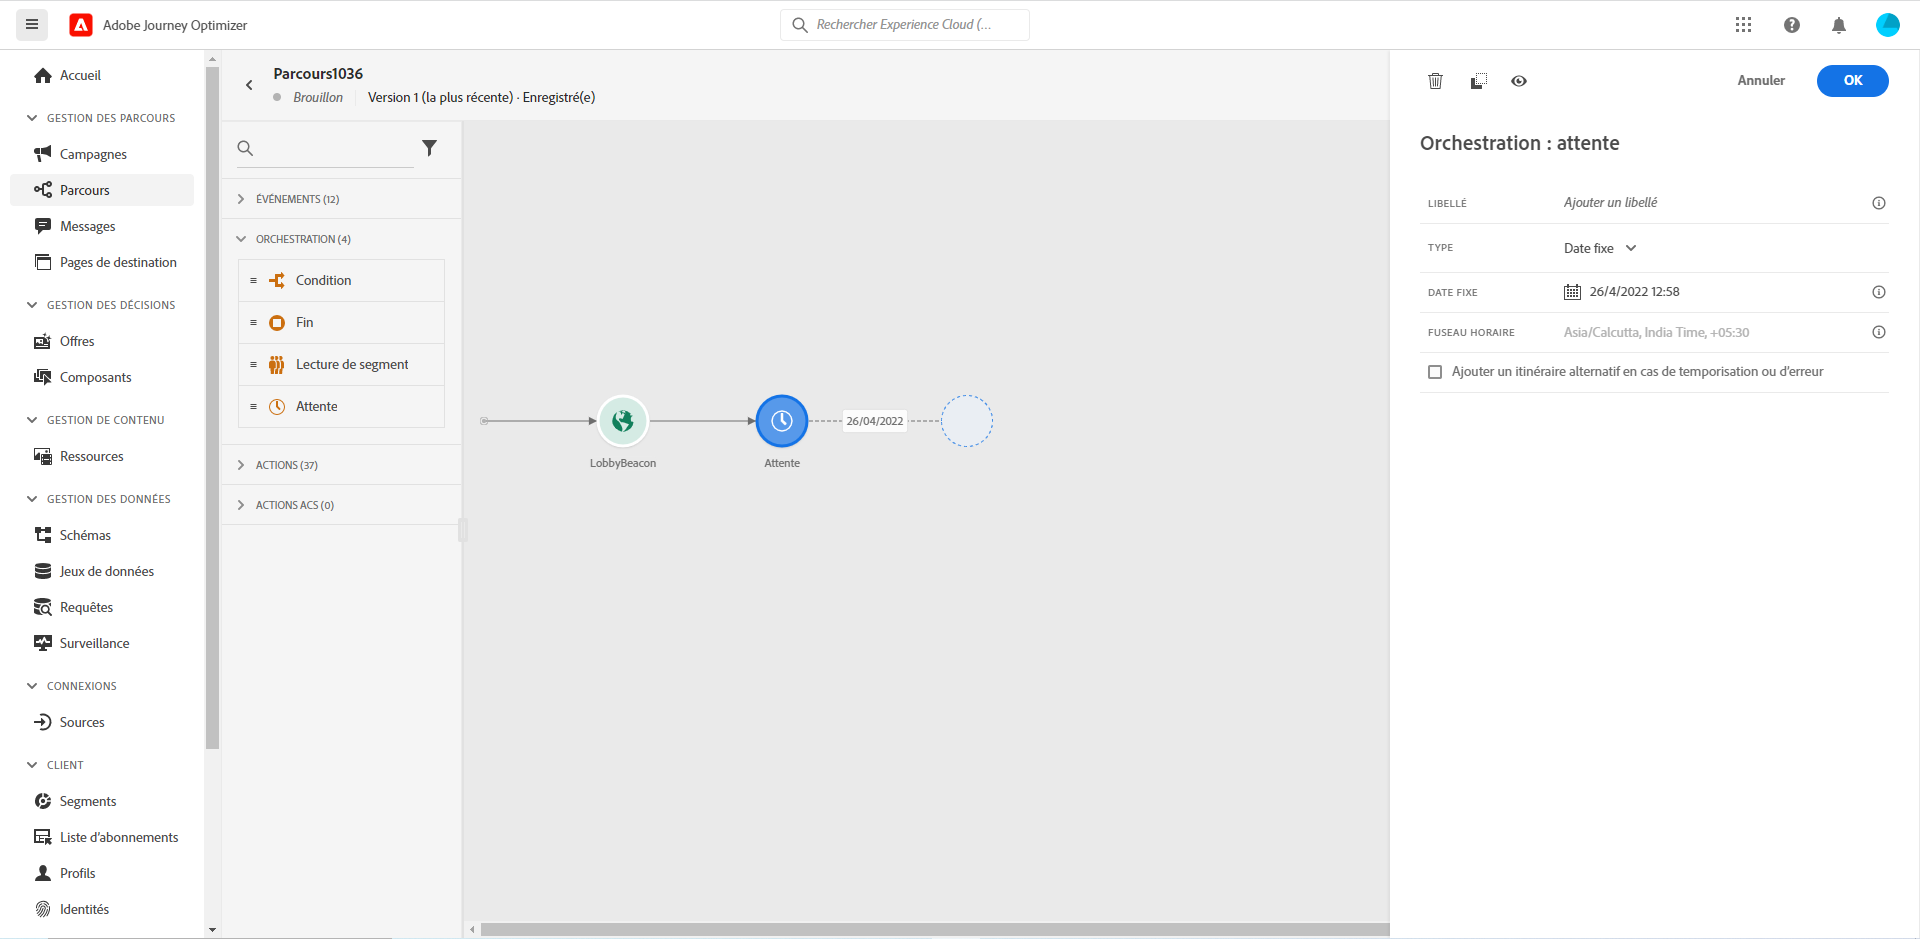 Adobe Journey Optimizer
Rechercher Experience Cloud (...
Accueil
GESTION DES PARCOURS
Campagnes
Parcours
Messages
Pages de destination
GESTION DES DÉCISIONS
Offres
Composants
GESTION DE CONTENU
Ressources
GESTION DES DONNÉES
Schémas
Jeux de données
Requêtes
Surveillance
CONNEXIONS
Sources
CLIENT
Segments
Liste d'abonnements
Profils
Identités
Parcours1036
Brouillon Version 1 (la plus récente) · Enregistré(e)
ÉVÉNEMENTS (12)
ORCHESTRATION (4)
Condition
Fin
Lecture de segment
Attente
ACTIONS (37)
ACTIONS ACS (0)
LobbyBeacon
Attente
26/04/2022
Annuler
OK
Orchestration : attente
LIBELLÉ Ajouter un libellé
TYPE Date fixe
DATE FIXE 26/4/2022 12:58
FUSEAU HORAIRE Asia/Calcutta, India Time, +05:30
Ajouter un itinéraire alternatif en cas de temporisation ou d'erreur